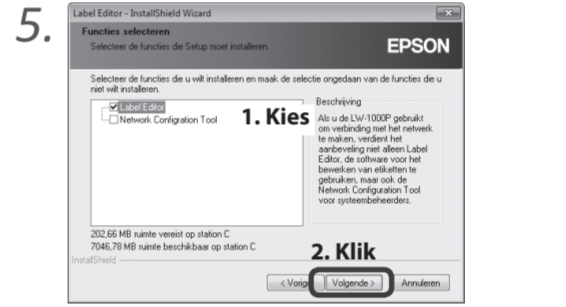 5.
Label Editor - InstallShield Wizard
Functies selecteren
Selecteer de functies die Setup moet installeren.
EPSON
Selecteer de functies die u wilt installeren en maak de selectie ongedaan van de functies die u
niet wilt installeren.
Label Editor
Network Configration Tool
1. Kies
Beschrijving
Als u de LW-1000P gebruikt
om verbinding met het netwerk
te maken, verdient het
aanbeveling niet alleen Label
Editor, de software voor het
bewerken van etiketten te
gebruiken, maar ook de
Network Configuration Tool
voor systeembeheerders.
202,66 MB ruimte vereist op station C
7046,78 MB ruimte beschikbaar op station C
InstallShield
2. Klik
< Vorige
Volgende >
Annuleren